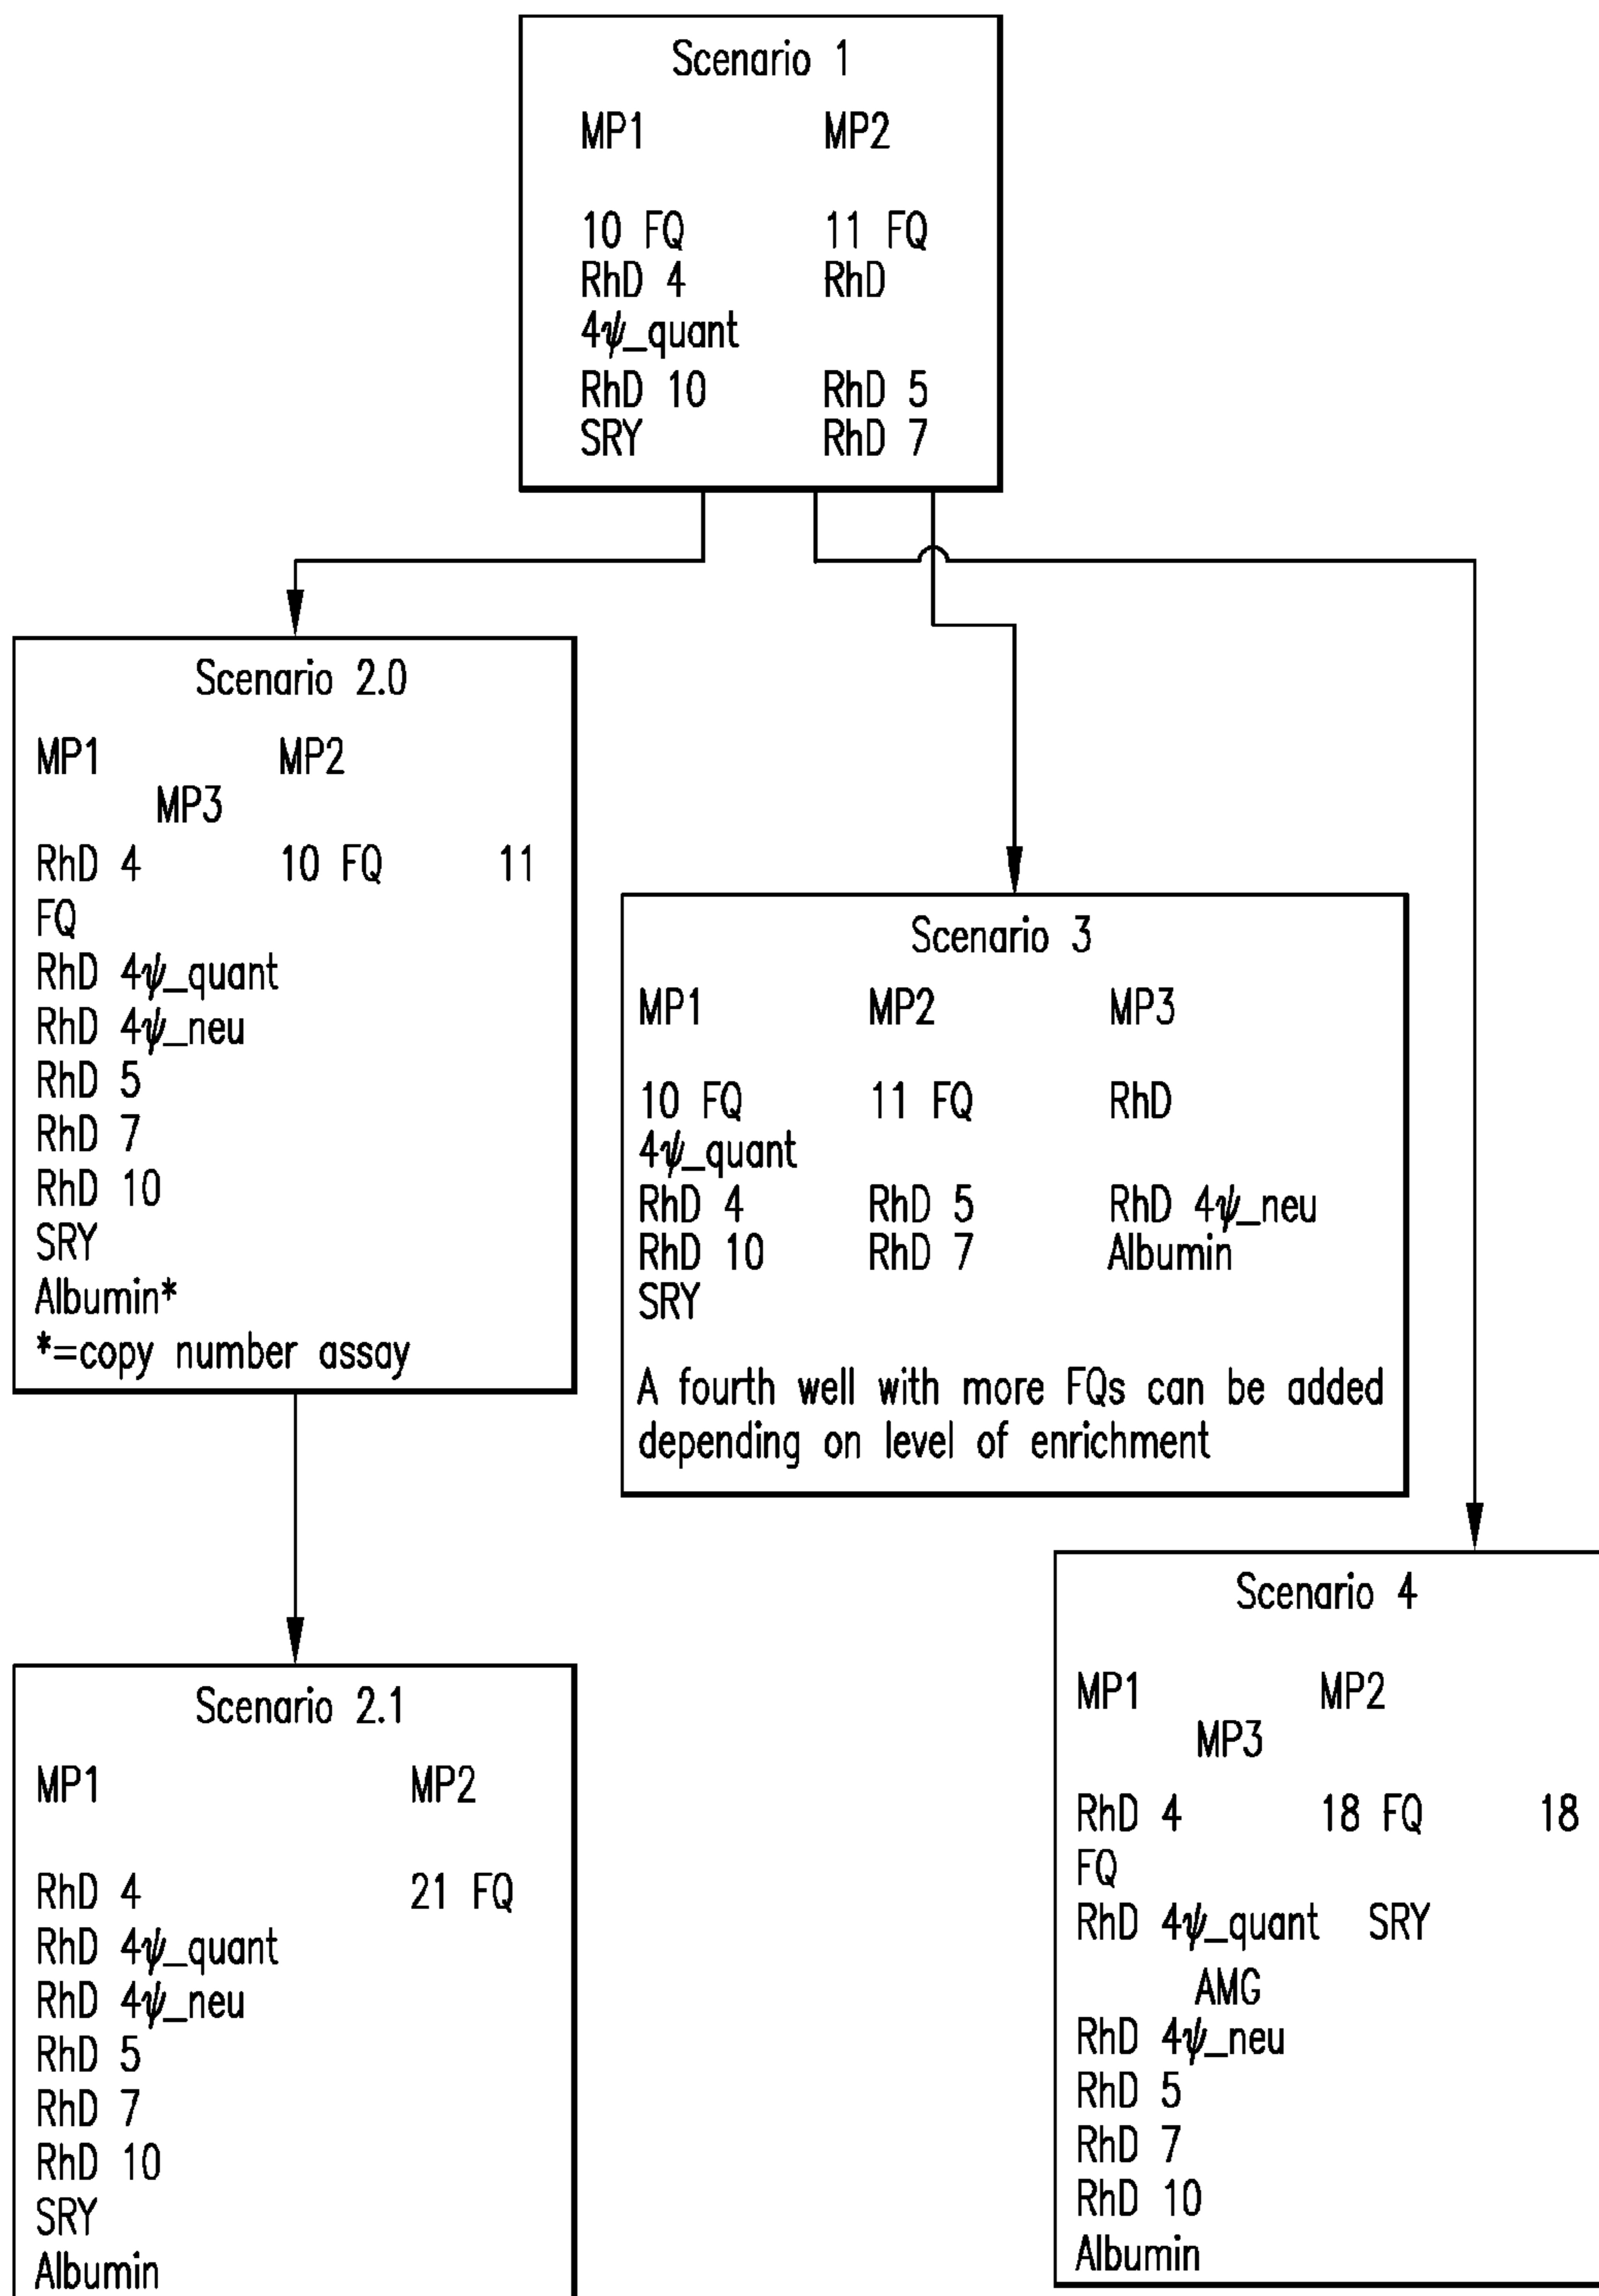 Scenario 1
MP1 MP2
10 FQ 11 FQ
RhD 4 RhD
4ψ_quant
RhD 10 RhD 5
SRY RhD 7
Scenario 2.0
MP1 MP2
MP3
RhD 4 10 FQ 11
FQ
RhD 4ψ_quant
RhD 4ψ_neu
RhD 5
RhD 7
RhD 10
SRY
Albumin*
*=copy number assay
Scenario 3
MP1 MP2 MP3
10 FQ 11 FQ RhD
4ψ_quant
RhD 4 RhD 5 RhD 4ψ_neu
RhD 10 RhD 7 Albumin
SRY
A fourth well with more FQs can be added
depending on level of enrichment
Scenario 2.1
MP1 MP2
RhD 4 21 FQ
RhD 4ψ_quant
RhD 4ψ_neu
RhD 5
RhD 7
RhD 10
SRY
Albumin
Scenario 4
MP1 MP2
MP3
RhD 4 18 FQ 18
FQ
RhD 4ψ_quant SRY
AMG
RhD 4ψ_neu
RhD 5
RhD 7
RhD 10
Albumin